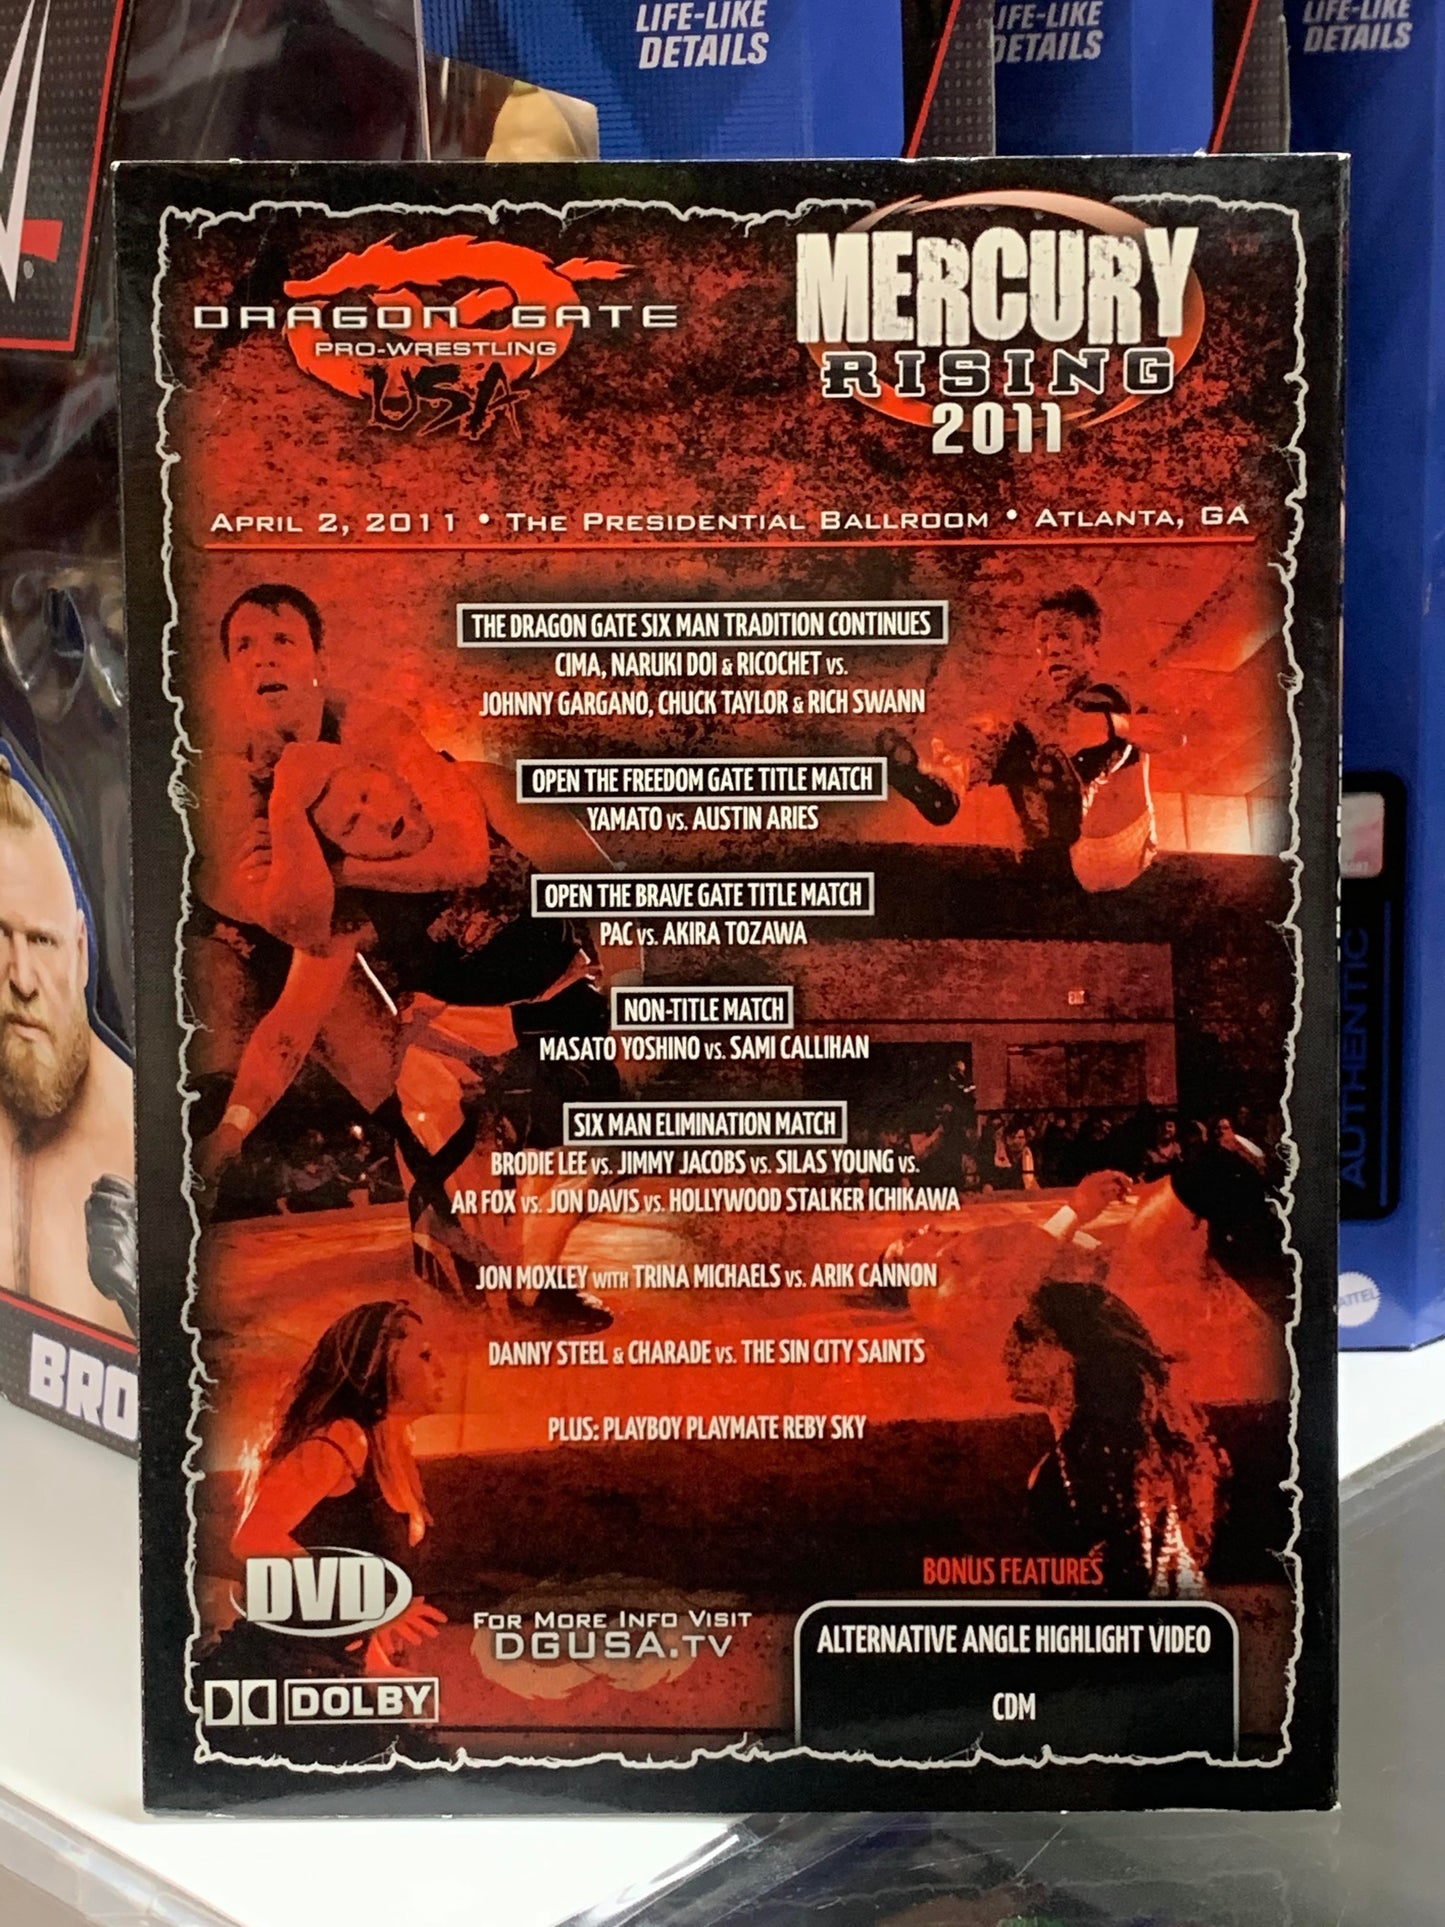 LIFE-LIKE
DETAILS
IFE-LIKE
DETAILS
LIFE-LIKE
DETAILS
DRAGON GATE
PRO-WRESTLING
USA
MERCURY
RISING
2011
APRIL 2, 2011 • THE PRESIDENTIAL BALLROOM • ATLANTA, GA
THE DRAGON GATE SIX MAN TRADITION CONTINUES
CIMA, NARUKI DOI & RICOCHET VS.
JOHNNY GARGANO, CHUCK TAYLOR & RICH SWANN
OPEN THE FREEDOM GATE TITLE MATCH
YAMATO VS. AUSTIN ARIES
OPEN THE BRAVE GATE TITLE MATCH
PAC VS. AKIRA TOZAWA
NON-TITLE MATCH
MASATO YOSHINO VS. SAMI CALLIHAN
SIX MAN ELIMINATION MATCH
BRODIE LEE VS. JIMMY JACOBS VS. SILAS YOUNG VS.
AR FOX VS. JON DAVIS VS. HOLLYWOOD STALKER ICHIKAWA
JON MOXLEY WITH TRINA MICHAELS VS. ARIK CANNON
DANNY STEEL & CHARADE VS. THE SIN CITY SAINTS
PLUS: PLAYBOY PLAYMATE REBY SKY
BONUS FEATURES
ALTERNATIVE ANGLE HIGHLIGHT VIDEO
CDM
DVD
FOR MORE INFO VISIT
DGUSA.TV
DOLBY
BRO
AUTHENTIC
ATTEL